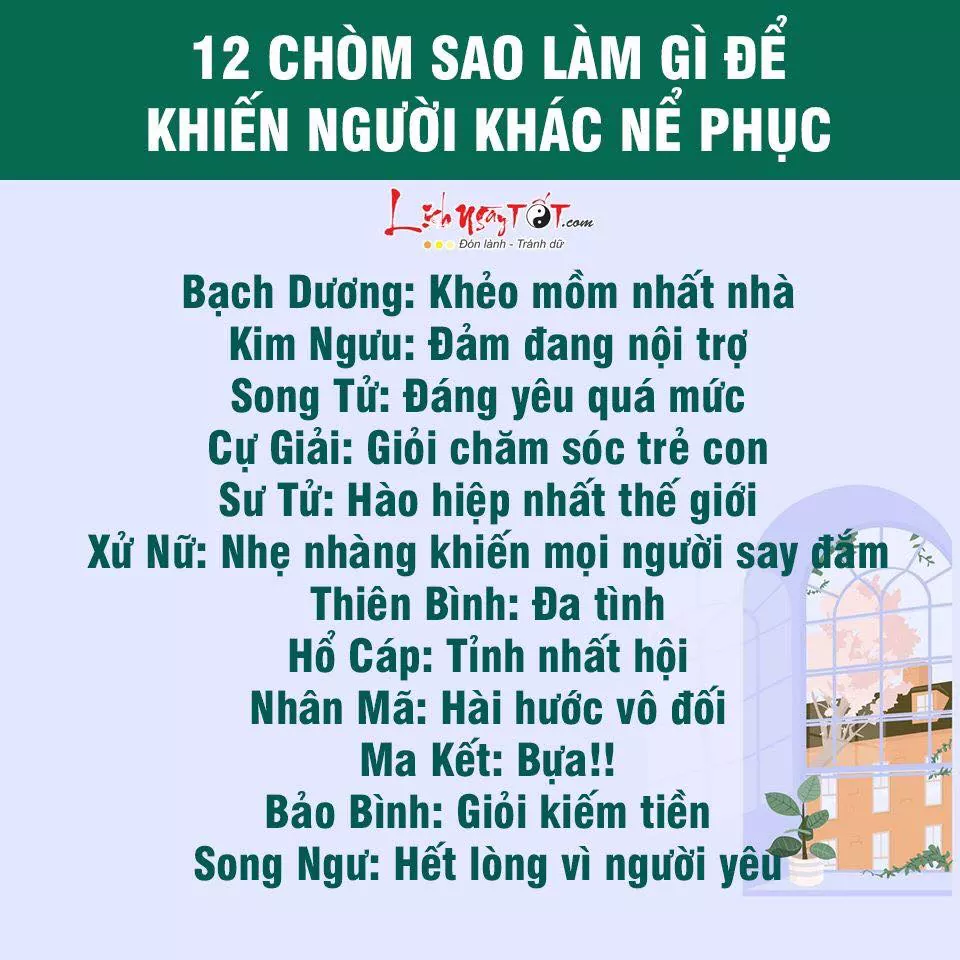 12 CHÒM SAO LÀM GÌ ĐỂ
KHIẾN NGƯỜI KHÁC NỂ PHỤC
LịchNgàyTỐT.com
Đón lành - Tránh dữ
Bạch Dương: Khẻo mồm nhất nhà
Kim Ngưu: Đảm đang nội trợ
Song Tử: Đáng yêu quá mức
Cự Giải: Giỏi chăm sóc trẻ con
Sư Tử: Hào hiệp nhất thế giới
Xử Nữ: Nhẹ nhàng khiến mọi người say đắm
Thiên Bình: Đa tình
Hổ Cáp: Tỉnh nhất hội
Nhân Mã: Hài hước vô đối
Ma Kết: Bựa!!
Bảo Bình: Giỏi kiếm tiền
Song Ngư: Hết lòng vì người yêu